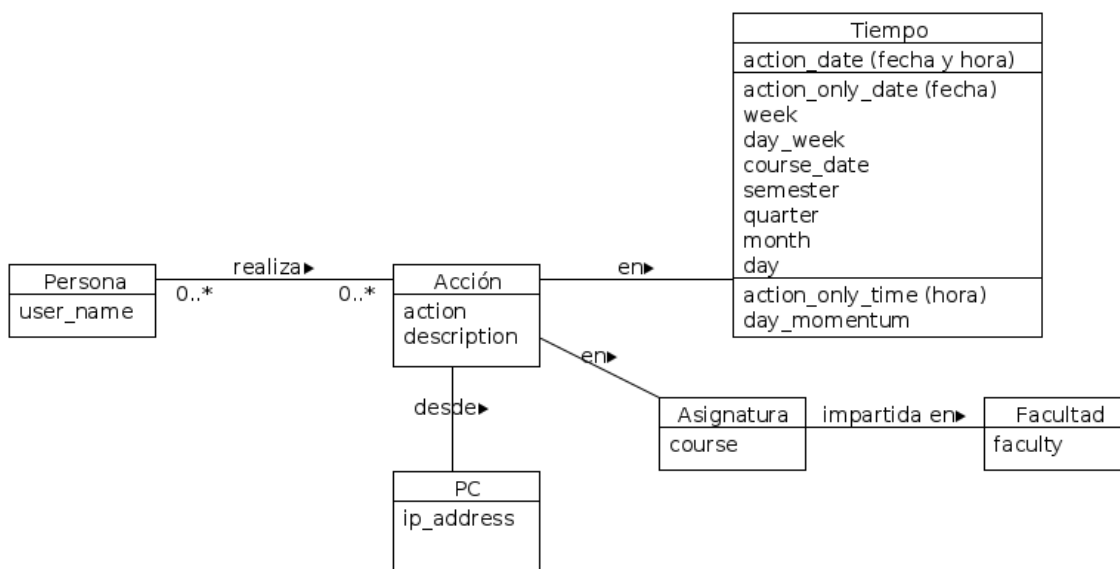 Tiempo
action_date (fecha y hora)
action_only_date (fecha)
week
day_week
course_date
semester
quarter
month
day
action_only_time (hora)
day_momentum
Persona
user_name
realiza▶
0..*
0..*
Acción
action
description
en▶
en▶
desde▶
Asignatura
course
impartida en▶
Facultad
faculty
PC
ip_address